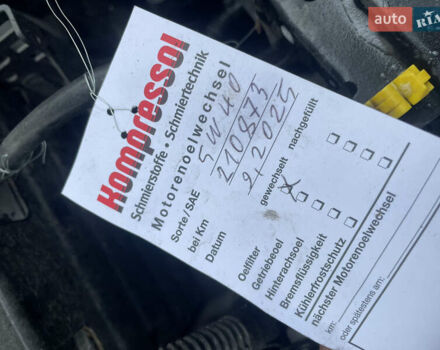 auto RIA
Kompressol
Schmierstoffe • Schmiertechnik
Motorenoelwechsel
Sorte/SAE 5W40
bei Km 210873
Datum 9,2025
gewechselt nachgefüllt
Oelfilter
Getriebeoel
Hinterachsoel
Bremsflüssigkeit
Kühlerfrostschutz
nächster Motorenoelwechsel
km:
oder spätestens am: